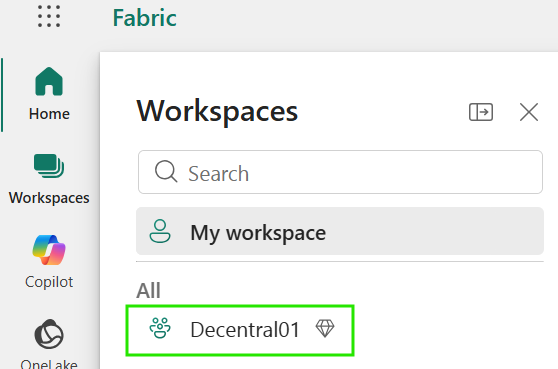 Fabric
Home
Workspaces
Copilot
OneLake
Workspaces
Search
My workspace
All
Decentral01